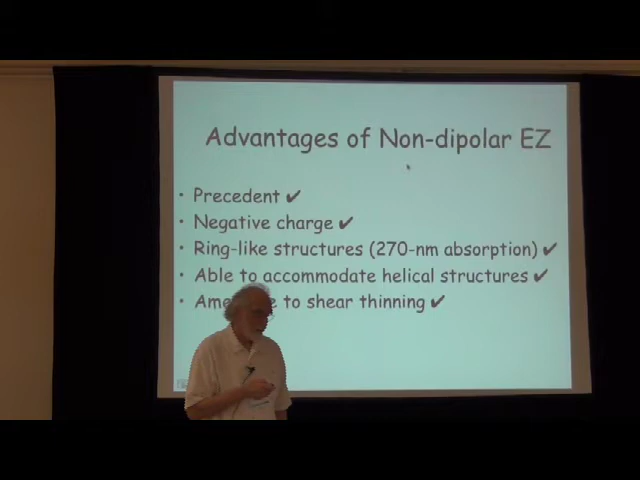 Advantages of Non-dipolar EZ
• Precedent ✔
• Negative charge ✔
• Ring-like structures (270-nm absorption) ✔
• Able to accommodate helical structures ✔
• to shear thinning ✔